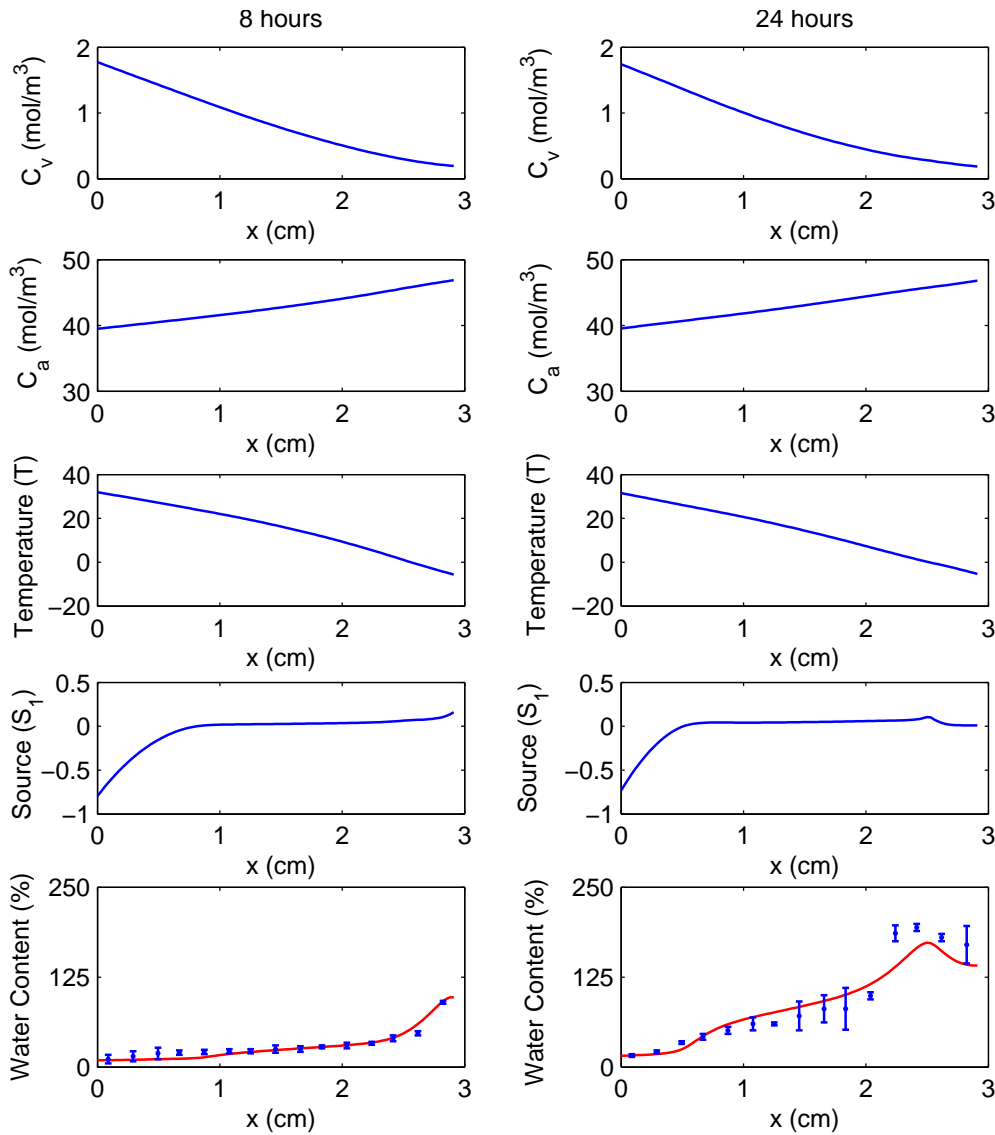 8 hours
24 hours
C_v (mol/m^3)
2
1
0
0 1 2 3
x (cm)
C_v (mol/m^3)
2
1
0
0 1 2 3
x (cm)
C_a (mol/m^3)
50
40
30
0 1 2 3
x (cm)
C_a (mol/m^3)
50
40
30
0 1 2 3
x (cm)
Temperature (T)
40
20
0
−20
0 1 2 3
x (cm)
Temperature (T)
40
20
0
−20
0 1 2 3
x (cm)
Source (S_1)
0.5
0
−0.5
−1
0 1 2 3
x (cm)
Source (S_1)
0.5
0
−0.5
−1
0 1 2 3
x (cm)
Water Content (%)
250
125
0
0 1 2 3
x (cm)
Water Content (%)
250
125
0
0 1 2 3
x (cm)